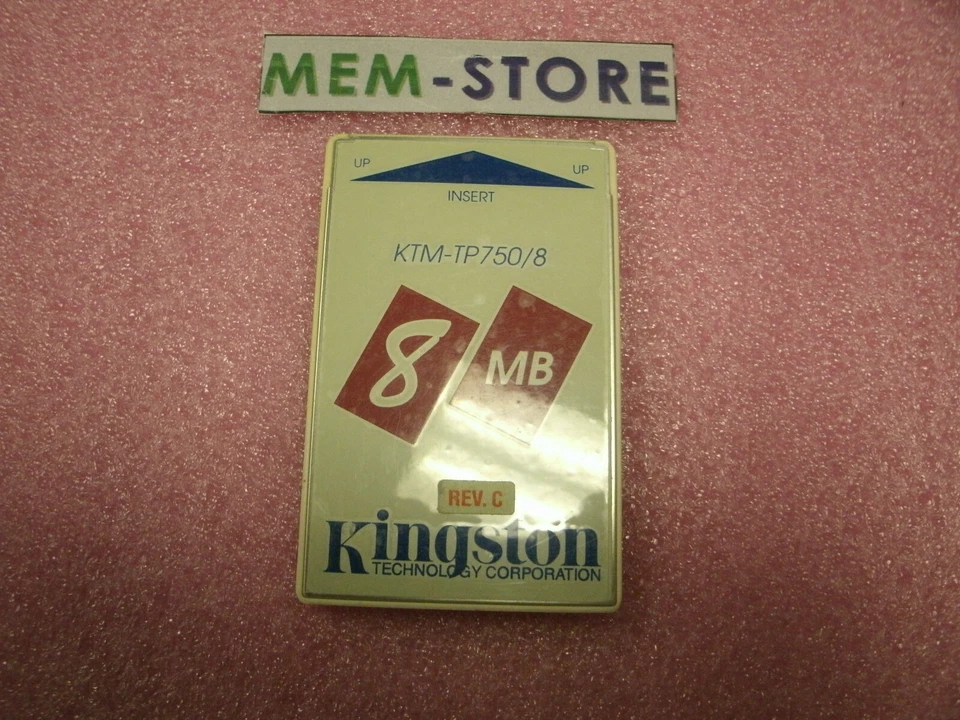 MEM-STORE
UP UP
INSERT
KTM-TP750/8
8 MB
REV. C
Kingston
TECHNOLOGY CORPORATION